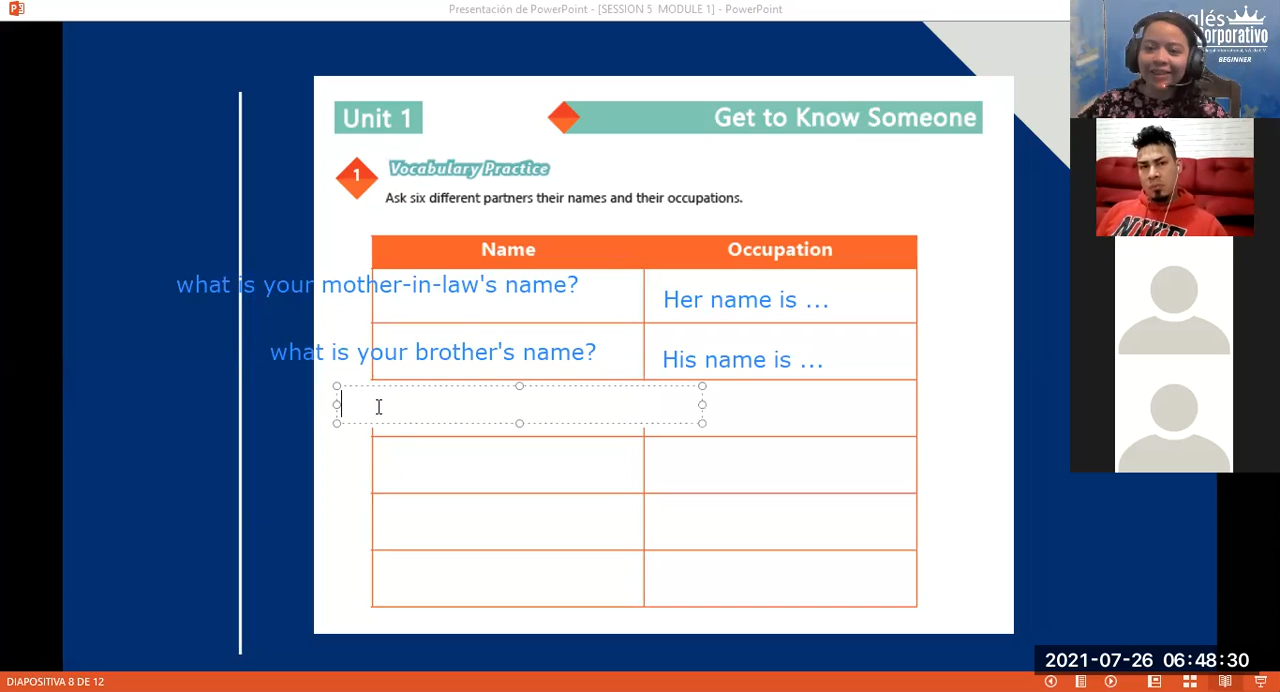 Presentación de PowerPoint - [SESSION 5 MODULE 1] - PowerPoint
Inglés
Corporativo
BEGINNER
Unit 1
Get to Know Someone
1
Vocabulary Practice
Ask six different partners their names and their occupations.
Name
Occupation
what is your mother-in-law's name?
Her name is ...
what is your brother's name?
His name is ...
NIKE
2021-07-26 06:48:30
DIAPOSITIVA 8 DE 12